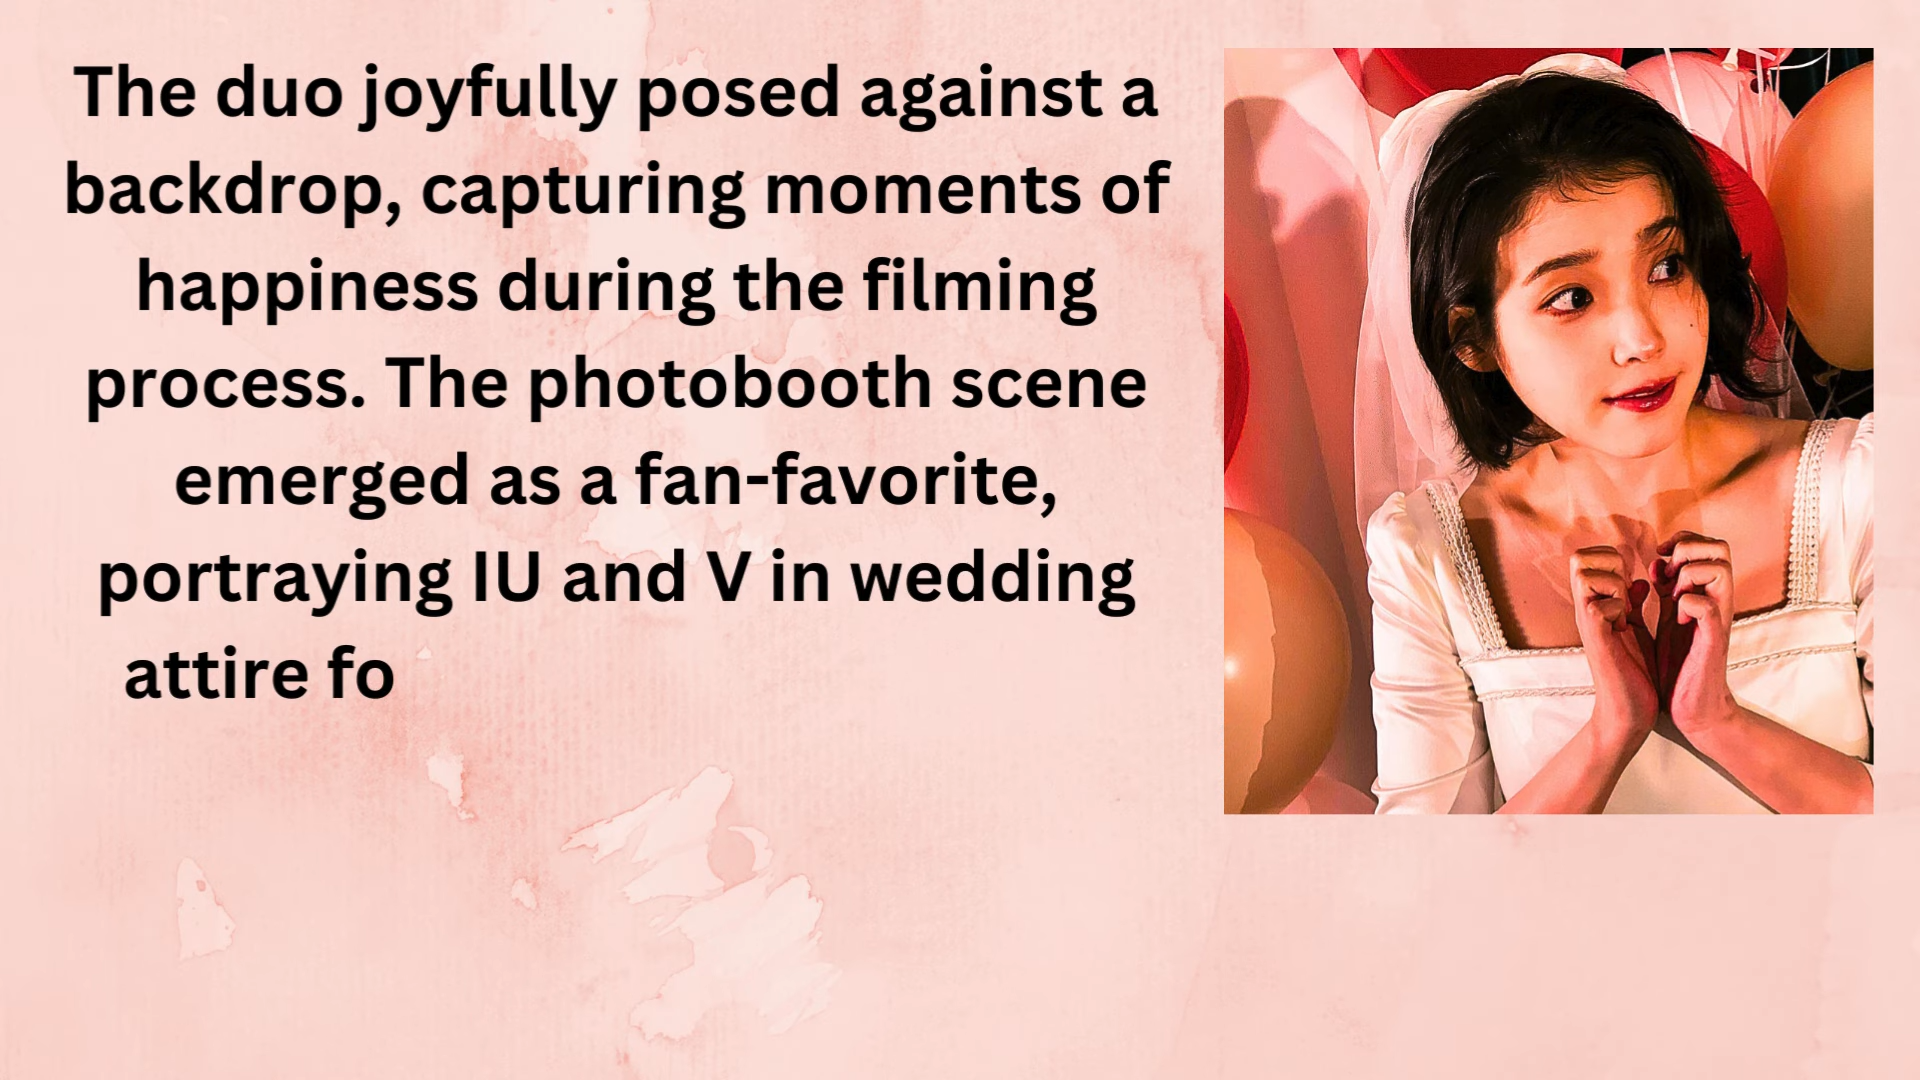 The duo joyfully posed against a
backdrop, capturing moments of
happiness during the filming
process. The photobooth scene
emerged as a fan-favorite,
portraying IU and V in wedding
attire fo